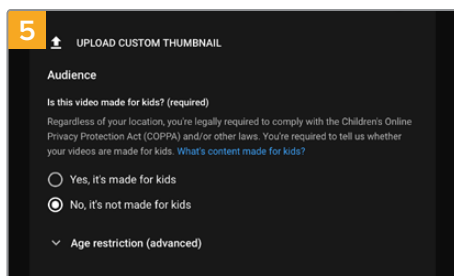 5
UPLOAD CUSTOM THUMBNAIL
Audience
Is this video made for kids? (required)
Regardless of your location, you're legally required to comply with the Children's Online
Privacy Protection Act (COPPA) and/or other laws. You're required to tell us whether
your videos are made for kids. What's content made for kids?
Yes, it's made for kids
No, it's not made for kids
Age restriction (advanced)